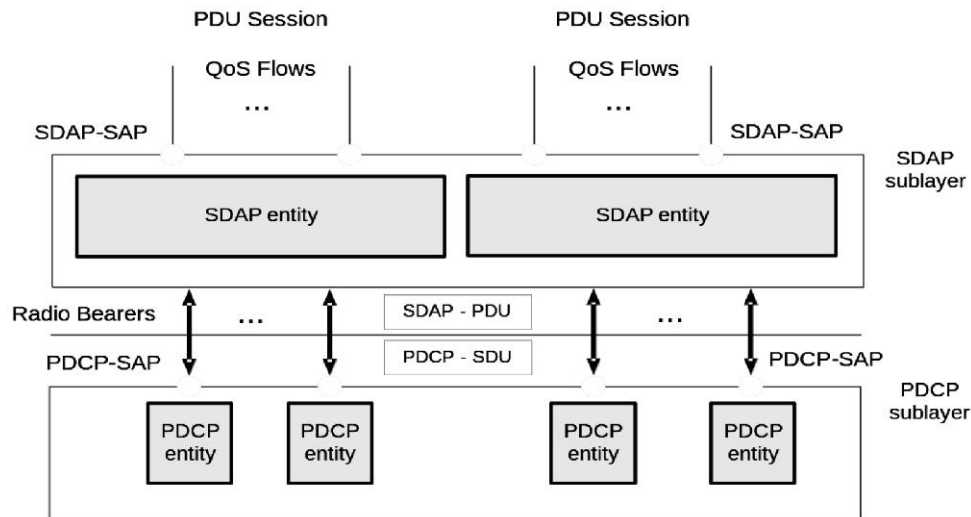 PDU Session
PDU Session
QoS Flows
QoS Flows
...
...
SDAP-SAP
SDAP-SAP
SDAP
sublayer
SDAP entity
SDAP entity
Radio Bearers
...
SDAP - PDU
...
PDCP - SDU
PDCP-SAP
PDCP-SAP
PDCP
sublayer
PDCP
entity
PDCP
entity
PDCP
entity
PDCP
entity